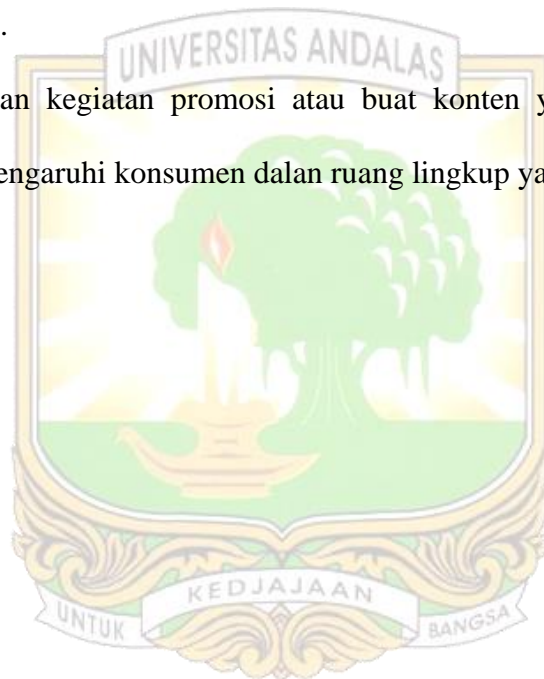 .
UNIVERSITAS ANDALAS
an kegiatan promosi atau buat konten y
engaruhi konsumen dalan ruang lingkup ya
KEDJAJAAN
UNTUK BANGSA